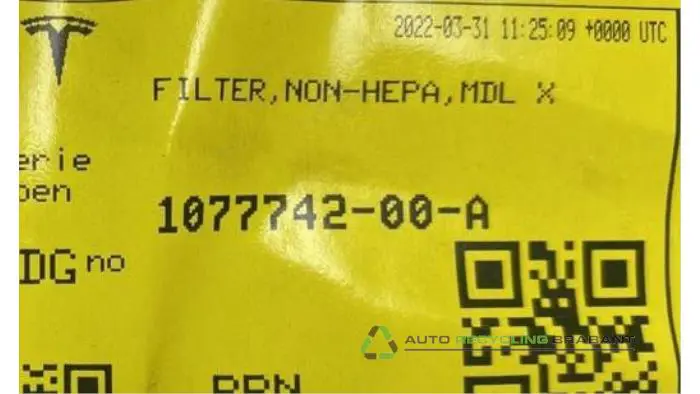 2022-03-31 11:25:09 +0000 UTC
FILTER,NON-HEPA,MDL X
erie
pen
1077742-00-A
DG no
AUTO RECYCLING BRABANT